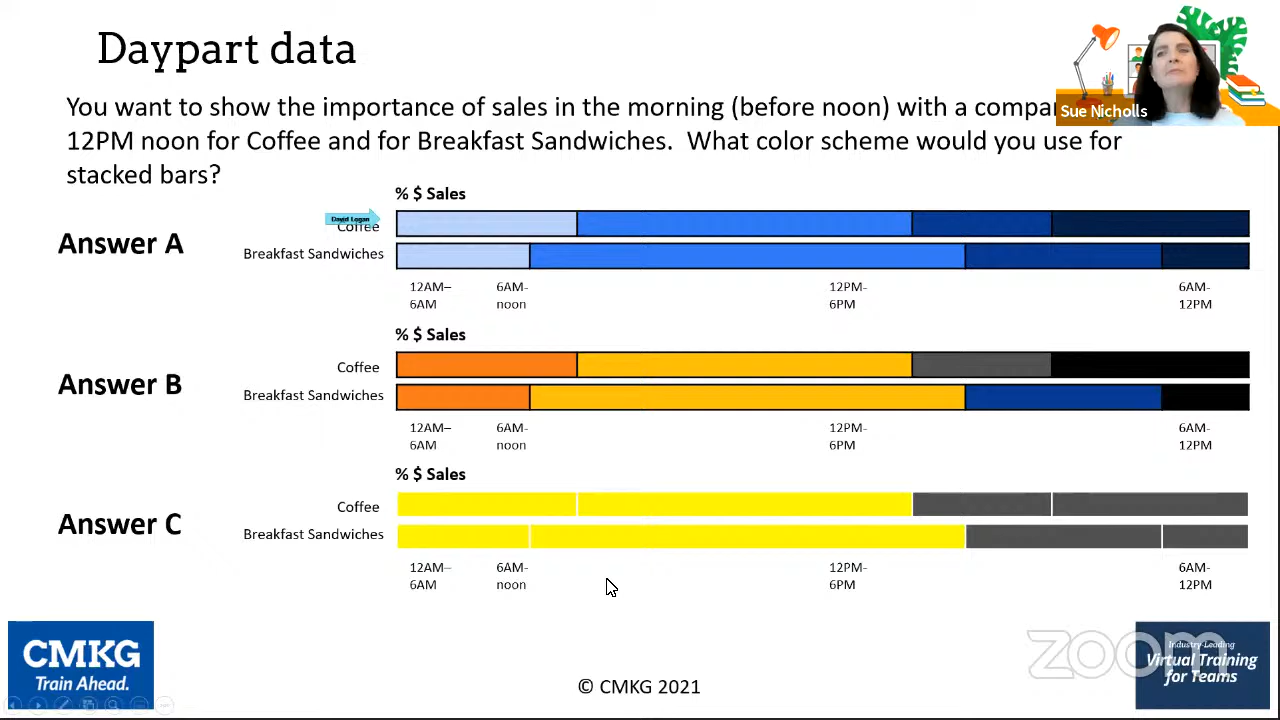 Daypart data
You want to show the importance of sales in the morning (before noon) with a compar
12PM noon for Coffee and for Breakfast Sandwiches. What color scheme would you use for
stacked bars?
Sue Nicholls
% $ Sales
David Logan
Coffee
Answer A
Breakfast Sandwiches
12AM– 6AM- 12PM- 6AM-
6AM noon 6PM 12PM
% $ Sales
Coffee
Answer B
Breakfast Sandwiches
12AM– 6AM- 12PM- 6AM-
6AM noon 6PM 12PM
% $ Sales
Coffee
Answer C
Breakfast Sandwiches
12AM– 6AM- 12PM- 6AM-
6AM noon 6PM 12PM
CMKG
Train Ahead.
© CMKG 2021
zoom
Industry-Leading
Virtual Training
for Teams